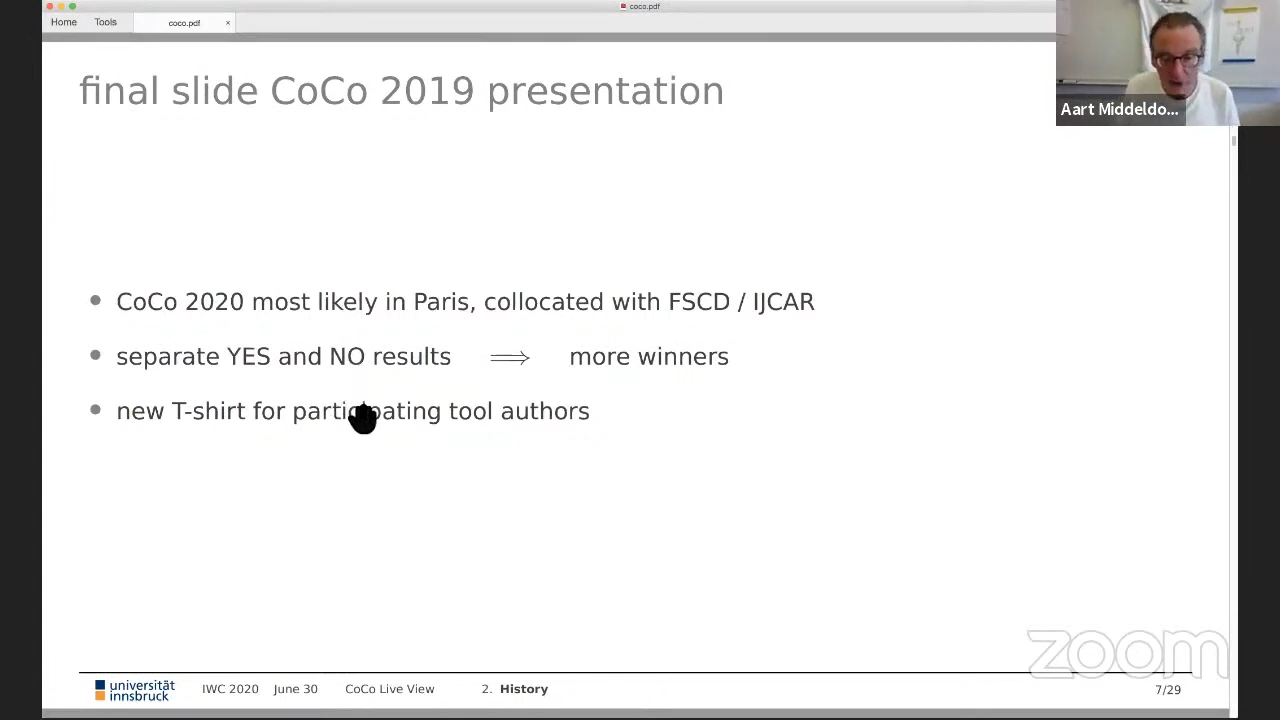 coco.pdf
Home Tools coco.pdf ×
final slide CoCo 2019 presentation
Aart Middeldo...
• CoCo 2020 most likely in Paris, collocated with FSCD / IJCAR
• separate YES and NO results ⟹ more winners
• new T-shirt for participating tool authors
zoom
universität
innsbruck
IWC 2020 June 30 CoCo Live View 2. History 7/29